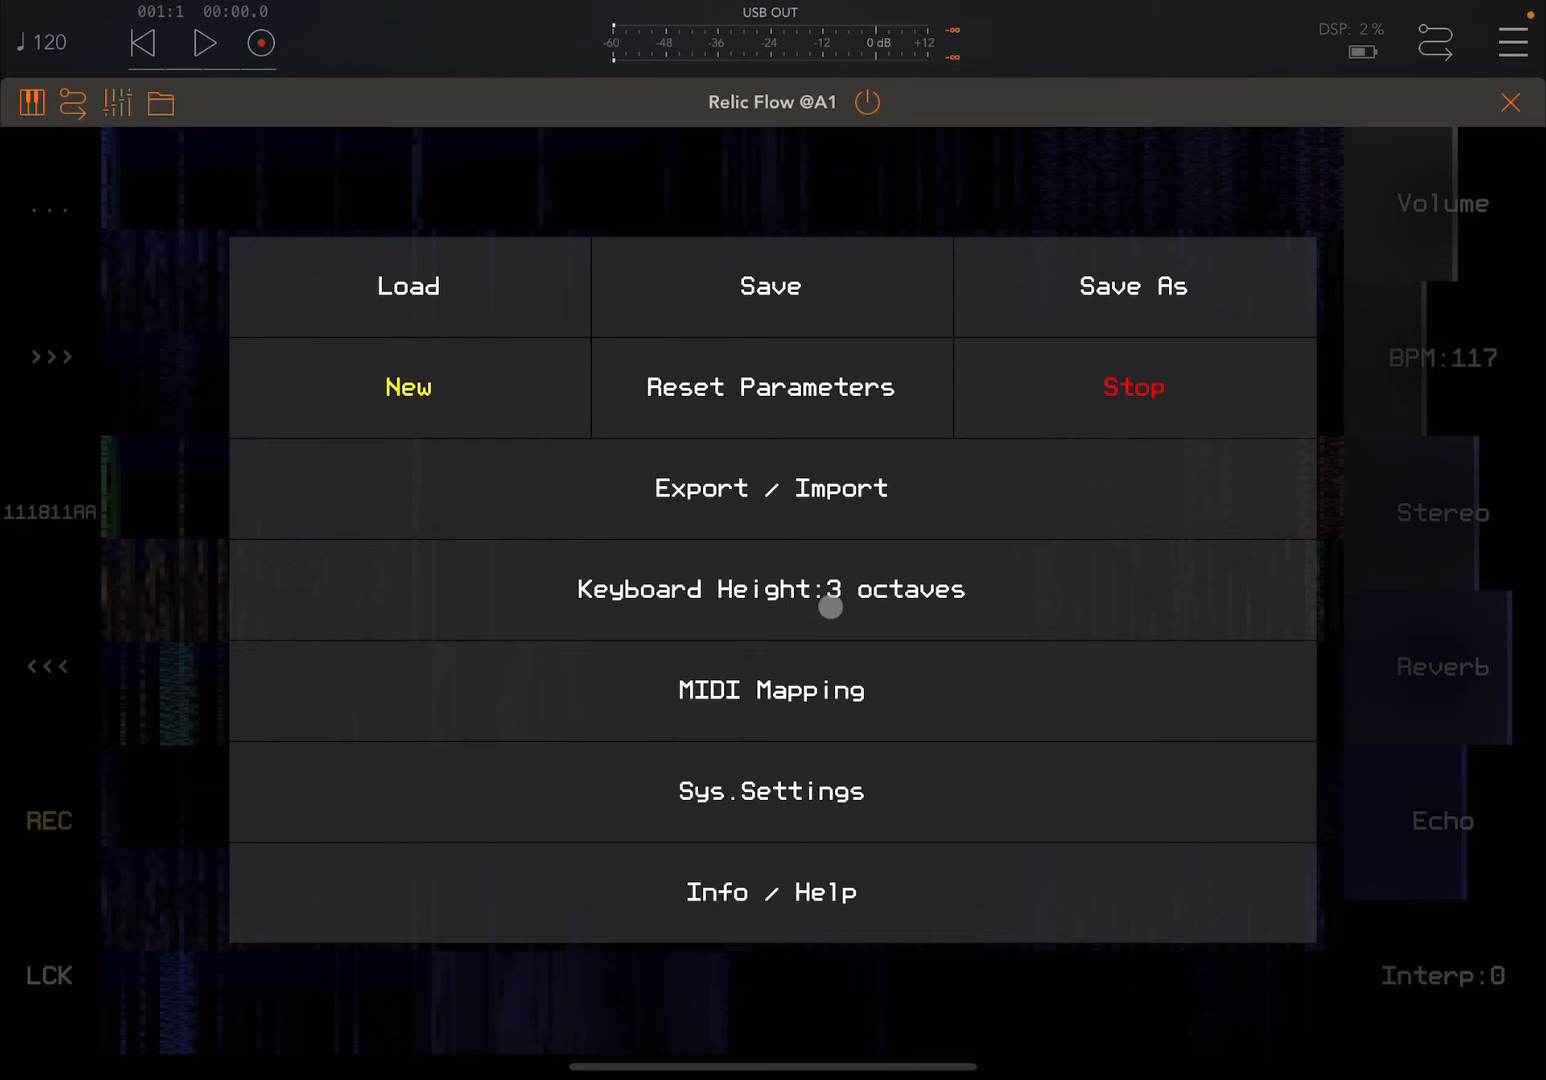 001:1 00:00.0
USB OUT
120
-60 -48 -36 -24 -12 0 dB +12
-∞
-∞
DSP: 2 %
Relic Flow @A1
...
>>>
111811AA
<<<
REC
LCK
Load
Save
Save As
New
Reset Parameters
Stop
Export / Import
Keyboard Height:3 octaves
MIDI Mapping
Sys.Settings
Info / Help
Volume
BPM:117
Stereo
Reverb
Echo
Interp:0